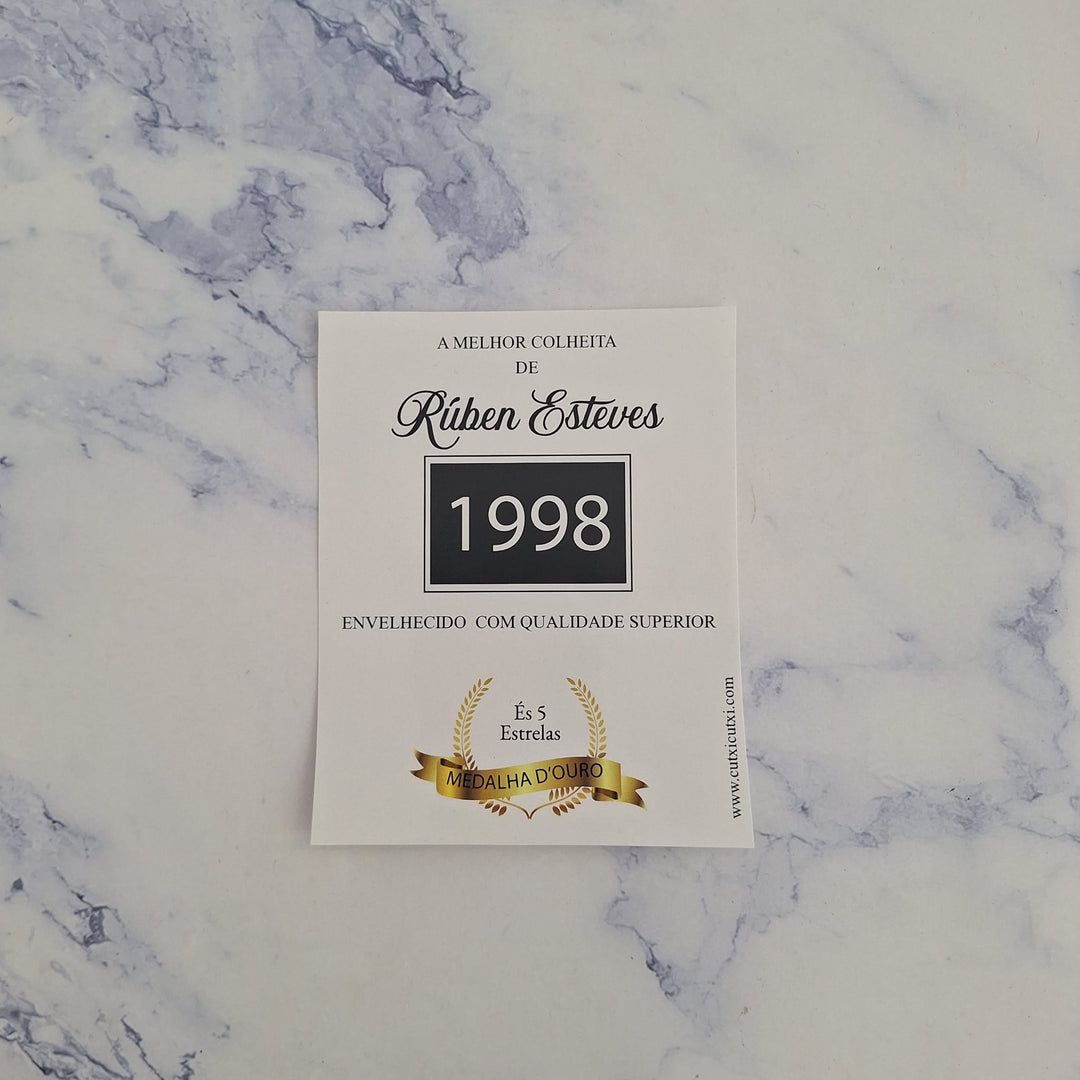 A MELHOR COLHEITA
DE
Rúben Esteves
1998
ENVELHECIDO COM QUALIDADE SUPERIOR
És 5
Estrelas
MEDALHA D'OURO
www.cutxicutxi.com